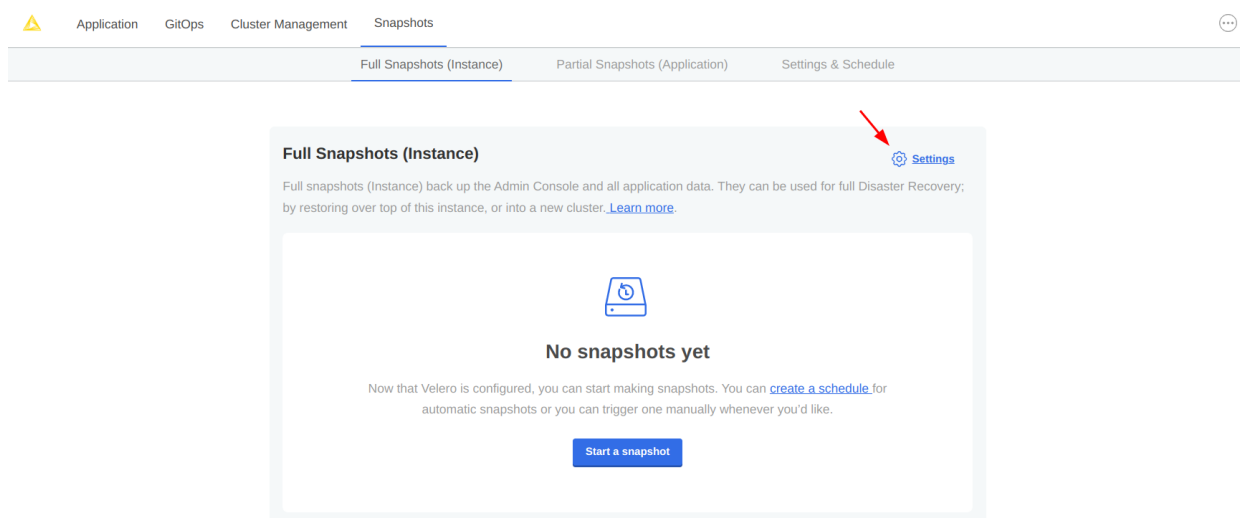 Application GitOps Cluster Management Snapshots
Full Snapshots (Instance) Partial Snapshots (Application) Settings & Schedule
Full Snapshots (Instance)
Settings
Full snapshots (Instance) back up the Admin Console and all application data. They can be used for full Disaster Recovery;
by restoring over top of this instance, or into a new cluster. Learn more.
No snapshots yet
Now that Velero is configured, you can start making snapshots. You can create a schedule for
automatic snapshots or you can trigger one manually whenever you'd like.
Start a snapshot